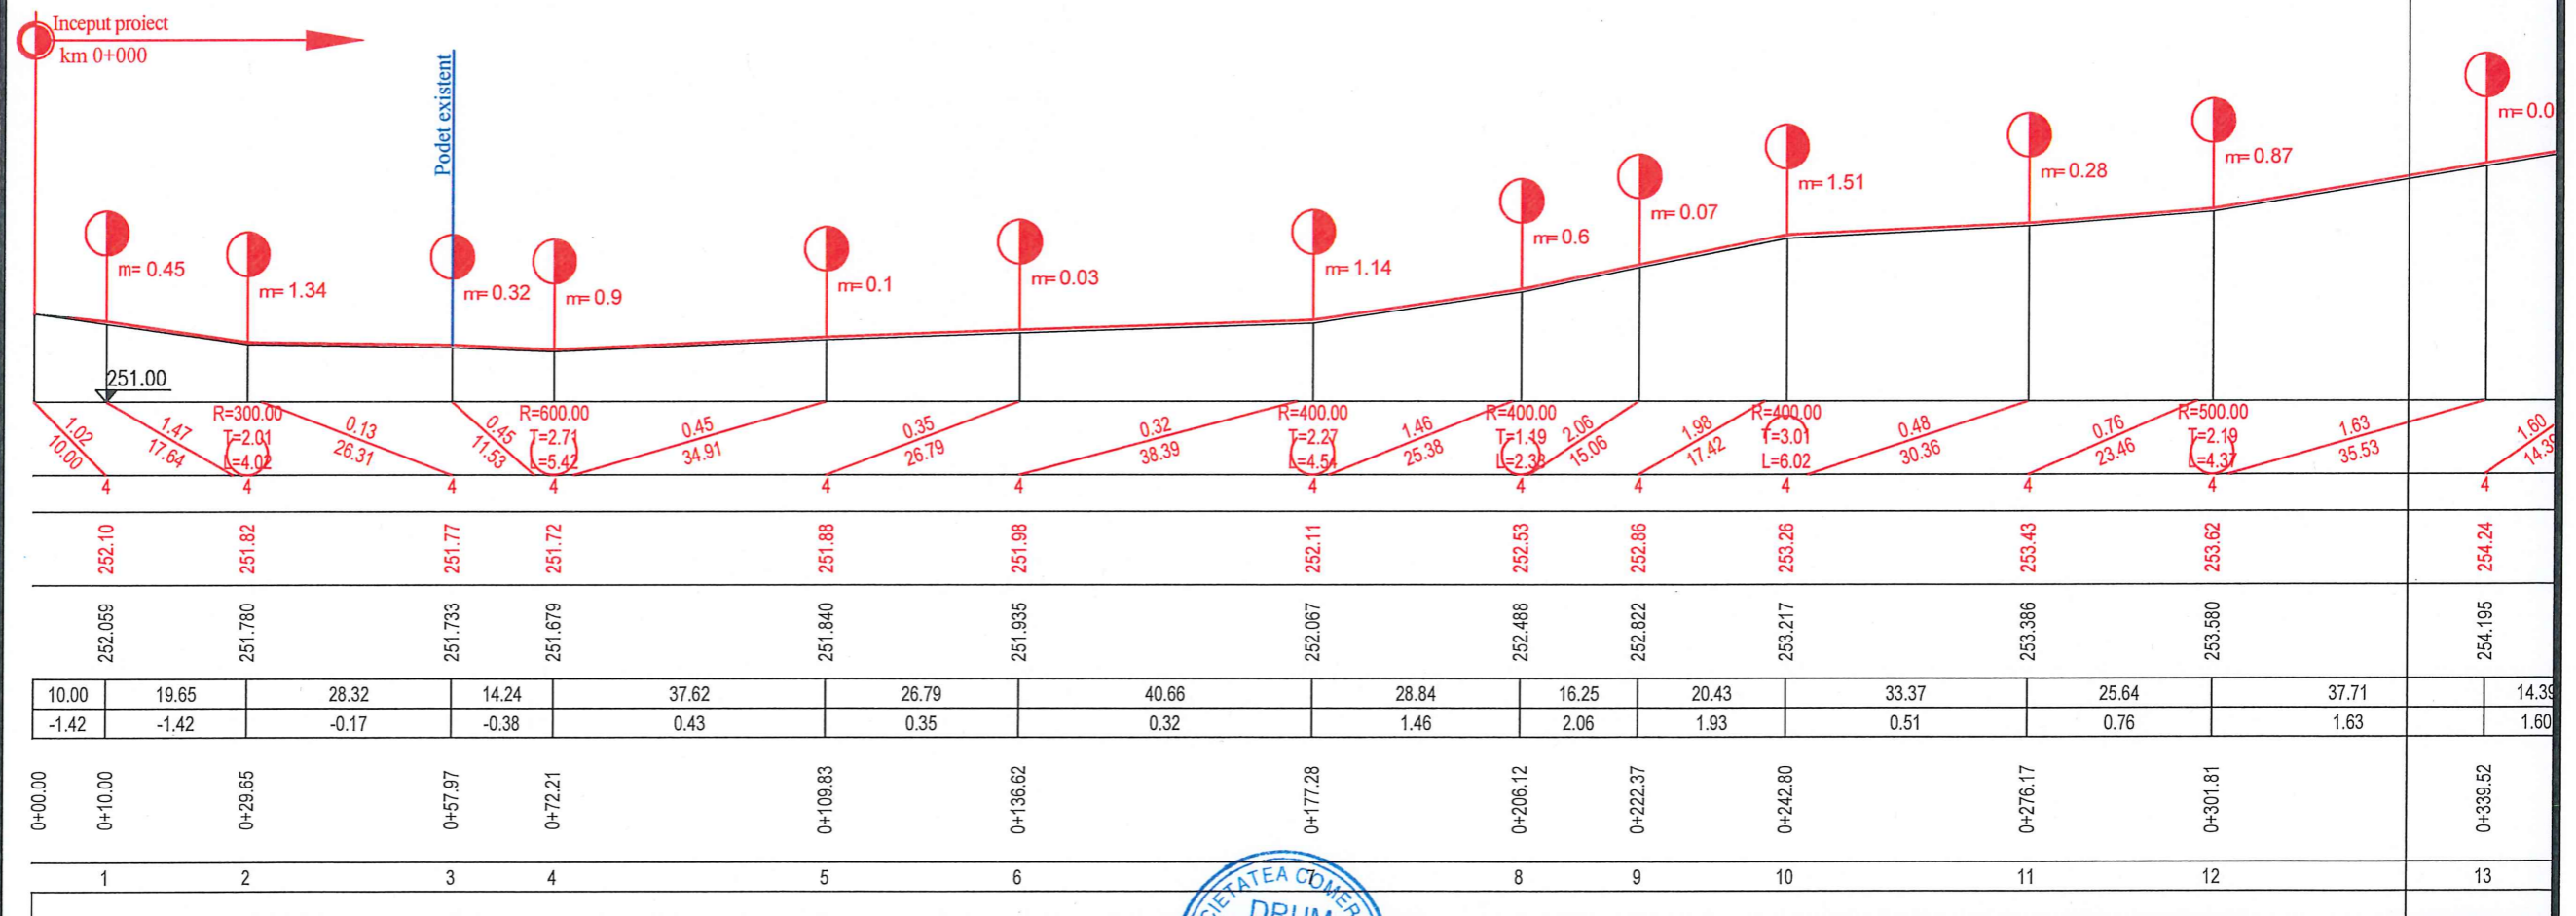 Inceput proiect
km 0+000
Podet existent
m= 0.45
m= 1.34
m= 0.32
m= 0.9
m= 0.1
m= 0.03
m= 1.14
m= 0.6
m= 0.07
m= 1.51
m= 0.28
m= 0.87
m= 0.0
251.00
1.02
10.00
1.47
17.64
R=300.00
T=2.01
L=4.02
0.13
26.31
0.45
11.53
R=600.00
T=2.71
L=5.42
0.45
34.91
0.35
26.79
0.32
38.39
R=400.00
T=2.27
L=4.54
1.46
25.38
R=400.00
T=1.19
L=2.38
2.06
15.06
1.98
17.42
R=400.00
T=3.01
L=6.02
0.48
30.36
0.76
23.46
R=500.00
T=2.19
L=4.37
1.63
35.53
1.60
14.39
4 4 4 4 4 4 4 4 4 4 4 4 4
252.10 251.82 251.77 251.72 251.88 251.98 252.11 252.53 252.86 253.26 253.43 253.62 254.24
252.059 251.780 251.733 251.679 251.840 251.935 252.067 252.488 252.822 253.217 253.386 253.580 254.195
10.00 19.65 28.32 14.24 37.62 26.79 40.66 28.84 16.25 20.43 33.37 25.64 37.71 14.39
-1.42 -1.42 -0.17 -0.38 0.43 0.35 0.32 1.46 2.06 1.93 0.51 0.76 1.63 1.60
0+00.00 0+10.00 0+29.65 0+57.97 0+72.21 0+109.83 0+136.62 0+177.28 0+206.12 0+222.37 0+242.80 0+276.17 0+301.81 0+339.52
1 2 3 4 5 6 7 8 9 10 11 12 13
CIETATEA COMER
DRUM